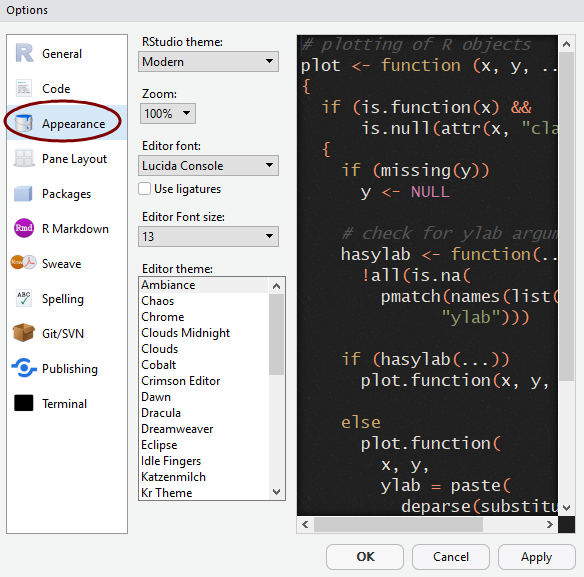 Options
General
Code
Appearance
Pane Layout
Packages
R Markdown
Sweave
Spelling
Git/SVN
Publishing
Terminal
RStudio theme:
Modern
Zoom:
100%
Editor font:
Lucida Console
Use ligatures
Editor Font size:
13
Editor theme:
Ambiance
Chaos
Chrome
Clouds Midnight
Clouds
Cobalt
Crimson Editor
Dawn
Dracula
Dreamweaver
Eclipse
Idle Fingers
Katzenmilch
Kr Theme
# plotting of R objects
plot <- function (x, y, ..
{
if (is.function(x) &&
is.null(attr(x, "cla
{
if (missing(y))
y <- NULL
# check for ylab argum
hasylab <- function(..
!all(is.na(
pmatch(names(list(
"ylab")))
if (hasylab(...))
plot.function(x, y,
else
plot.function(
x, y,
ylab = paste(
deparse(substitu
OK
Cancel
Apply